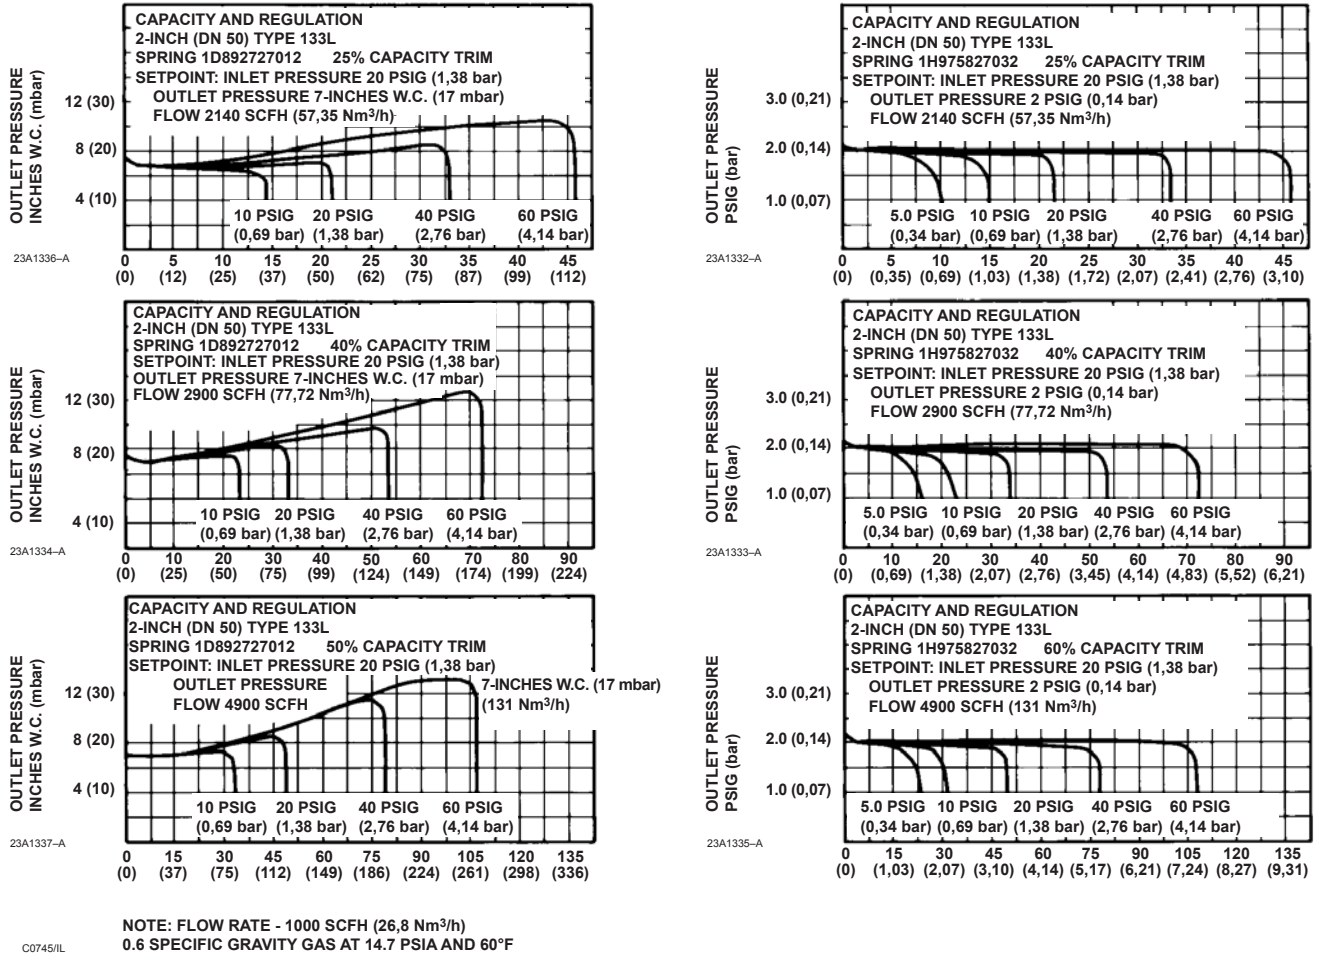 CAPACITY AND REGULATION
2-INCH (DN 50) TYPE 133L
SPRING 1D892727012 25% CAPACITY TRIM
SETPOINT: INLET PRESSURE 20 PSIG (1,38 bar)
OUTLET PRESSURE 7-INCHES W.C. (17 mbar)
FLOW 2140 SCFH (57,35 Nm³/h)
OUTLET PRESSURE
INCHES W.C. (mbar)
12 (30)
8 (20)
4 (10)
10 PSIG 20 PSIG 40 PSIG 60 PSIG
(0,69 bar) (1,38 bar) (2,76 bar) (4,14 bar)
23A1336–A
0 5 10 15 20 25 30 35 40 45
(0) (12) (25) (37) (50) (62) (75) (87) (99) (112)
CAPACITY AND REGULATION
2-INCH (DN 50) TYPE 133L
SPRING 1H975827032 25% CAPACITY TRIM
SETPOINT: INLET PRESSURE 20 PSIG (1,38 bar)
OUTLET PRESSURE 2 PSIG (0,14 bar)
FLOW 2140 SCFH (57,35 Nm³/h)
OUTLET PRESSURE
PSIG (bar)
3.0 (0,21)
2.0 (0,14)
1.0 (0,07)
5.0 PSIG 10 PSIG 20 PSIG 40 PSIG 60 PSIG
(0,34 bar) (0,69 bar) (1,38 bar) (2,76 bar) (4,14 bar)
23A1332–A
0 5 10 15 20 25 30 35 40 45
(0) (0,35) (0,69) (1,03) (1,38) (1,72) (2,07) (2,41) (2,76) (3,10)
CAPACITY AND REGULATION
2-INCH (DN 50) TYPE 133L
SPRING 1D892727012 40% CAPACITY TRIM
SETPOINT: INLET PRESSURE 20 PSIG (1,38 bar)
OUTLET PRESSURE 7-INCHES W.C. (17 mbar)
FLOW 2900 SCFH (77,72 Nm³/h)
OUTLET PRESSURE
INCHES W.C. (mbar)
12 (30)
8 (20)
4 (10)
10 PSIG 20 PSIG 40 PSIG 60 PSIG
(0,69 bar) (1,38 bar) (2,76 bar) (4,14 bar)
23A1334–A
0 10 20 30 40 50 60 70 80 90
(0) (25) (50) (75) (99) (124) (149) (174) (199) (224)
CAPACITY AND REGULATION
2-INCH (DN 50) TYPE 133L
SPRING 1H975827032 40% CAPACITY TRIM
SETPOINT: INLET PRESSURE 20 PSIG (1,38 bar)
OUTLET PRESSURE 2 PSIG (0,14 bar)
FLOW 2900 SCFH (77,72 Nm³/h)
OUTLET PRESSURE
PSIG (bar)
3.0 (0,21)
2.0 (0,14)
1.0 (0,07)
5.0 PSIG 10 PSIG 20 PSIG 40 PSIG 60 PSIG
(0,34 bar) (0,69 bar) (1,38 bar) (2,76 bar) (4,14 bar)
23A1333–A
0 10 20 30 40 50 60 70 80 90
(0) (0,69) (1,38) (2,07) (2,76) (3,45) (4,14) (4,83) (5,52) (6,21)
CAPACITY AND REGULATION
2-INCH (DN 50) TYPE 133L
SPRING 1D892727012 50% CAPACITY TRIM
SETPOINT: INLET PRESSURE 20 PSIG (1,38 bar)
OUTLET PRESSURE 7-INCHES W.C. (17 mbar)
FLOW 4900 SCFH (131 Nm³/h)
OUTLET PRESSURE
INCHES W.C. (mbar)
12 (30)
8 (20)
4 (10)
10 PSIG 20 PSIG 40 PSIG 60 PSIG
(0,69 bar) (1,38 bar) (2,76 bar) (4,14 bar)
23A1337–A
0 15 30 45 60 75 90 105 120 135
(0) (37) (75) (112) (149) (186) (224) (261) (298) (336)
CAPACITY AND REGULATION
2-INCH (DN 50) TYPE 133L
SPRING 1H975827032 60% CAPACITY TRIM
SETPOINT: INLET PRESSURE 20 PSIG (1,38 bar)
OUTLET PRESSURE 2 PSIG (0,14 bar)
FLOW 4900 SCFH (131 Nm³/h)
OUTLET PRESSURE
PSIG (bar)
3.0 (0,21)
2.0 (0,14)
1.0 (0,07)
5.0 PSIG 10 PSIG 20 PSIG 40 PSIG 60 PSIG
(0,34 bar) (0,69 bar) (1,38 bar) (2,76 bar) (4,14 bar)
23A1335–A
0 15 30 45 60 75 90 105 120 135
(0) (1,03) (2,07) (3,10) (4,14) (5,17) (6,21) (7,24) (8,27) (9,31)
NOTE: FLOW RATE - 1000 SCFH (26,8 Nm³/h)
0.6 SPECIFIC GRAVITY GAS AT 14.7 PSIA AND 60°F
C0745/IL